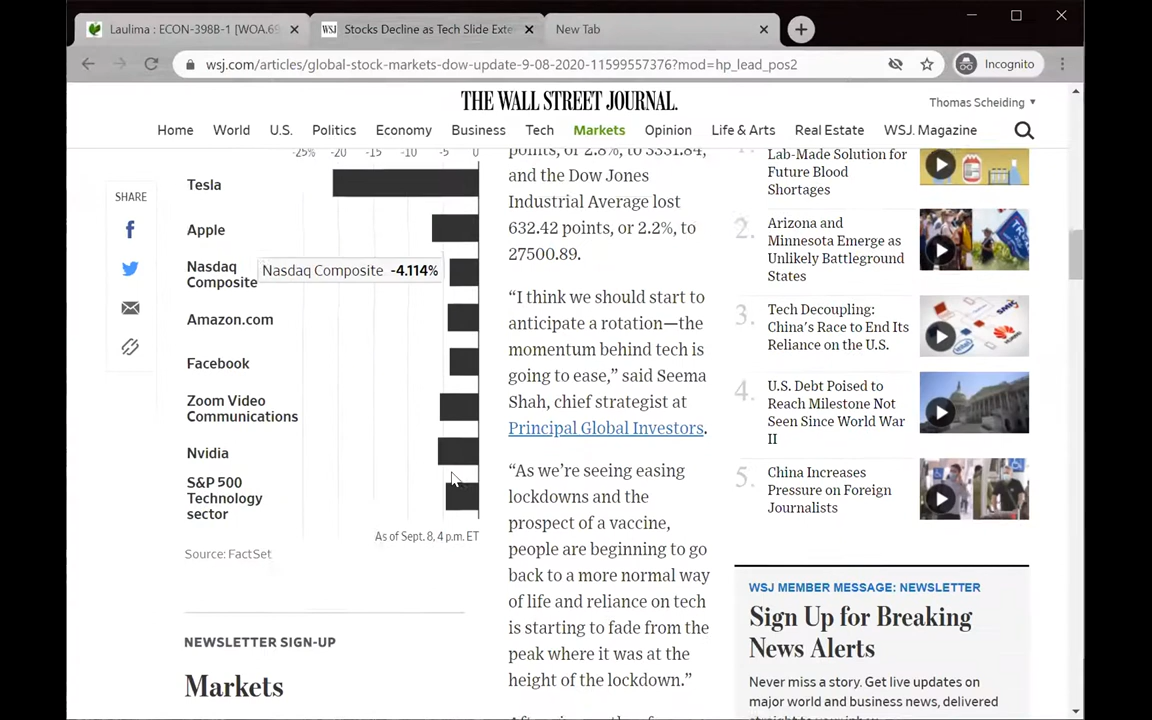 Laulima : ECON-398B-1 [WOA.69
Stocks Decline as Tech Slide Exte
New Tab
wsj.com/articles/global-stock-markets-dow-update-9-08-2020-11599557376?mod=hp_lead_pos2
Incognito
THE WALL STREET JOURNAL.
Thomas Scheiding
Home World U.S. Politics Economy Business Tech Markets Opinion Life & Arts Real Estate WSJ. Magazine
SHARE
-25% -20 -15 -10 -5 0
Tesla
Apple
Nasdaq
Composite
Nasdaq Composite -4.114%
Amazon.com
Facebook
Zoom Video
Communications
Nvidia
S&P 500
Technology
sector
As of Sept. 8, 4 p.m. ET
Source: FactSet
NEWSLETTER SIGN-UP
Markets
points, or 2.8%, to 3331.84,
and the Dow Jones
Industrial Average lost
632.42 points, or 2.2%, to
27500.89.
“I think we should start to
anticipate a rotation—the
momentum behind tech is
going to ease,” said Seema
Shah, chief strategist at
Principal Global Investors.
“As we’re seeing easing
lockdowns and the
prospect of a vaccine,
people are beginning to go
back to a more normal way
of life and reliance on tech
is starting to fade from the
peak where it was at the
height of the lockdown.”
1.
Lab-Made Solution for
Future Blood
Shortages
2.
Arizona and
Minnesota Emerge as
Unlikely Battleground
States
3.
Tech Decoupling:
China's Race to End Its
Reliance on the U.S.
4.
U.S. Debt Poised to
Reach Milestone Not
Seen Since World War
II
5.
China Increases
Pressure on Foreign
Journalists
WSJ MEMBER MESSAGE: NEWSLETTER
Sign Up for Breaking
News Alerts
Never miss a story. Get live updates on
major world and business news, delivered